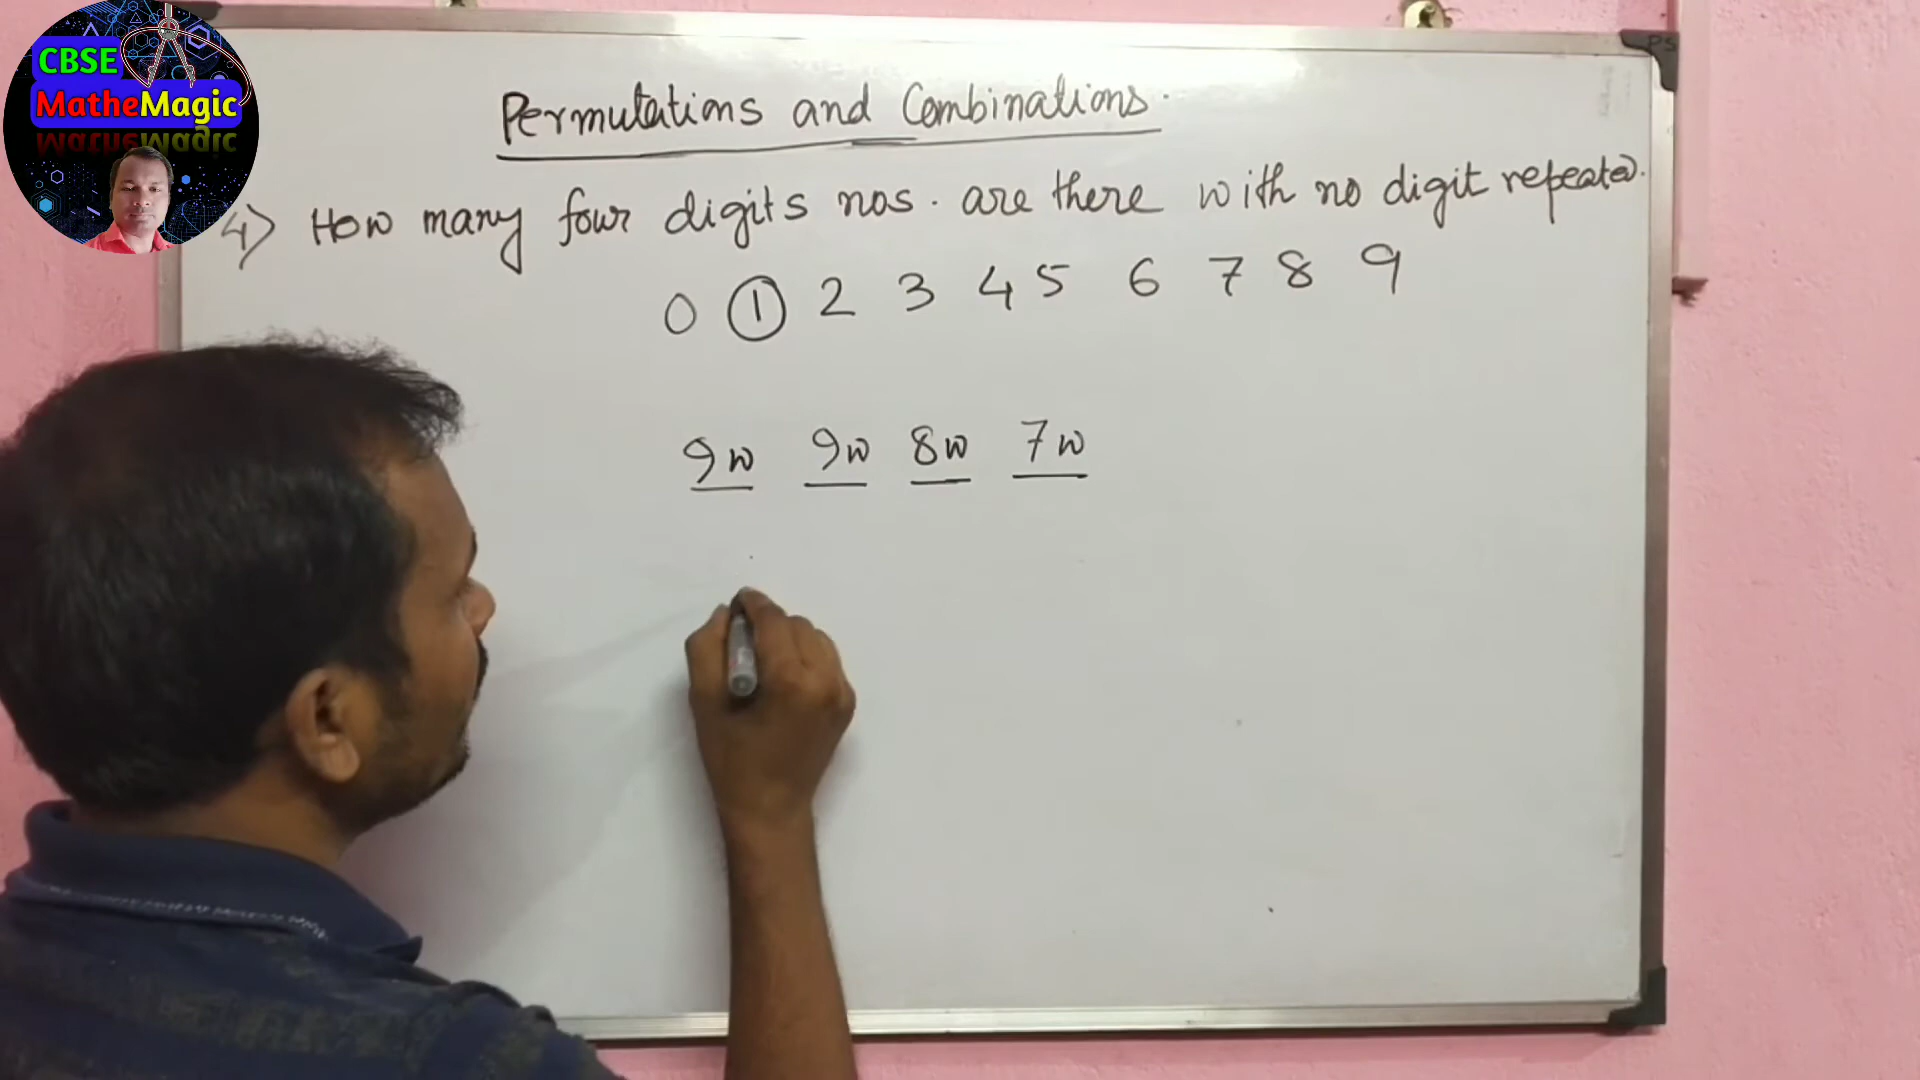 CBSE
MatheMagic
Permutations and Combinations.
4) How many four digits nos. are there with no digit repeated.
0 1 2 3 4 5 6 7 8 9
9w 9w 8w 7w